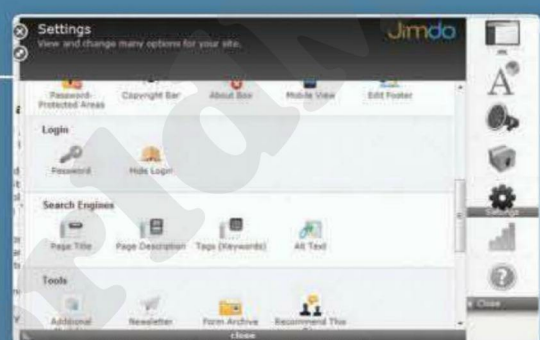 Settings
Jimdo
View and change many options for your site.
Password-Protected Areas
Copyright Bar
About Box
Mobile View
Edit Footer
Login
Password
Hide Login
Search Engines
Page Title
Page Description
Tags (Keywords)
Alt Text
Tools
Additional
Newsletter
Form Archive
Recommend This
close
Settings
Close